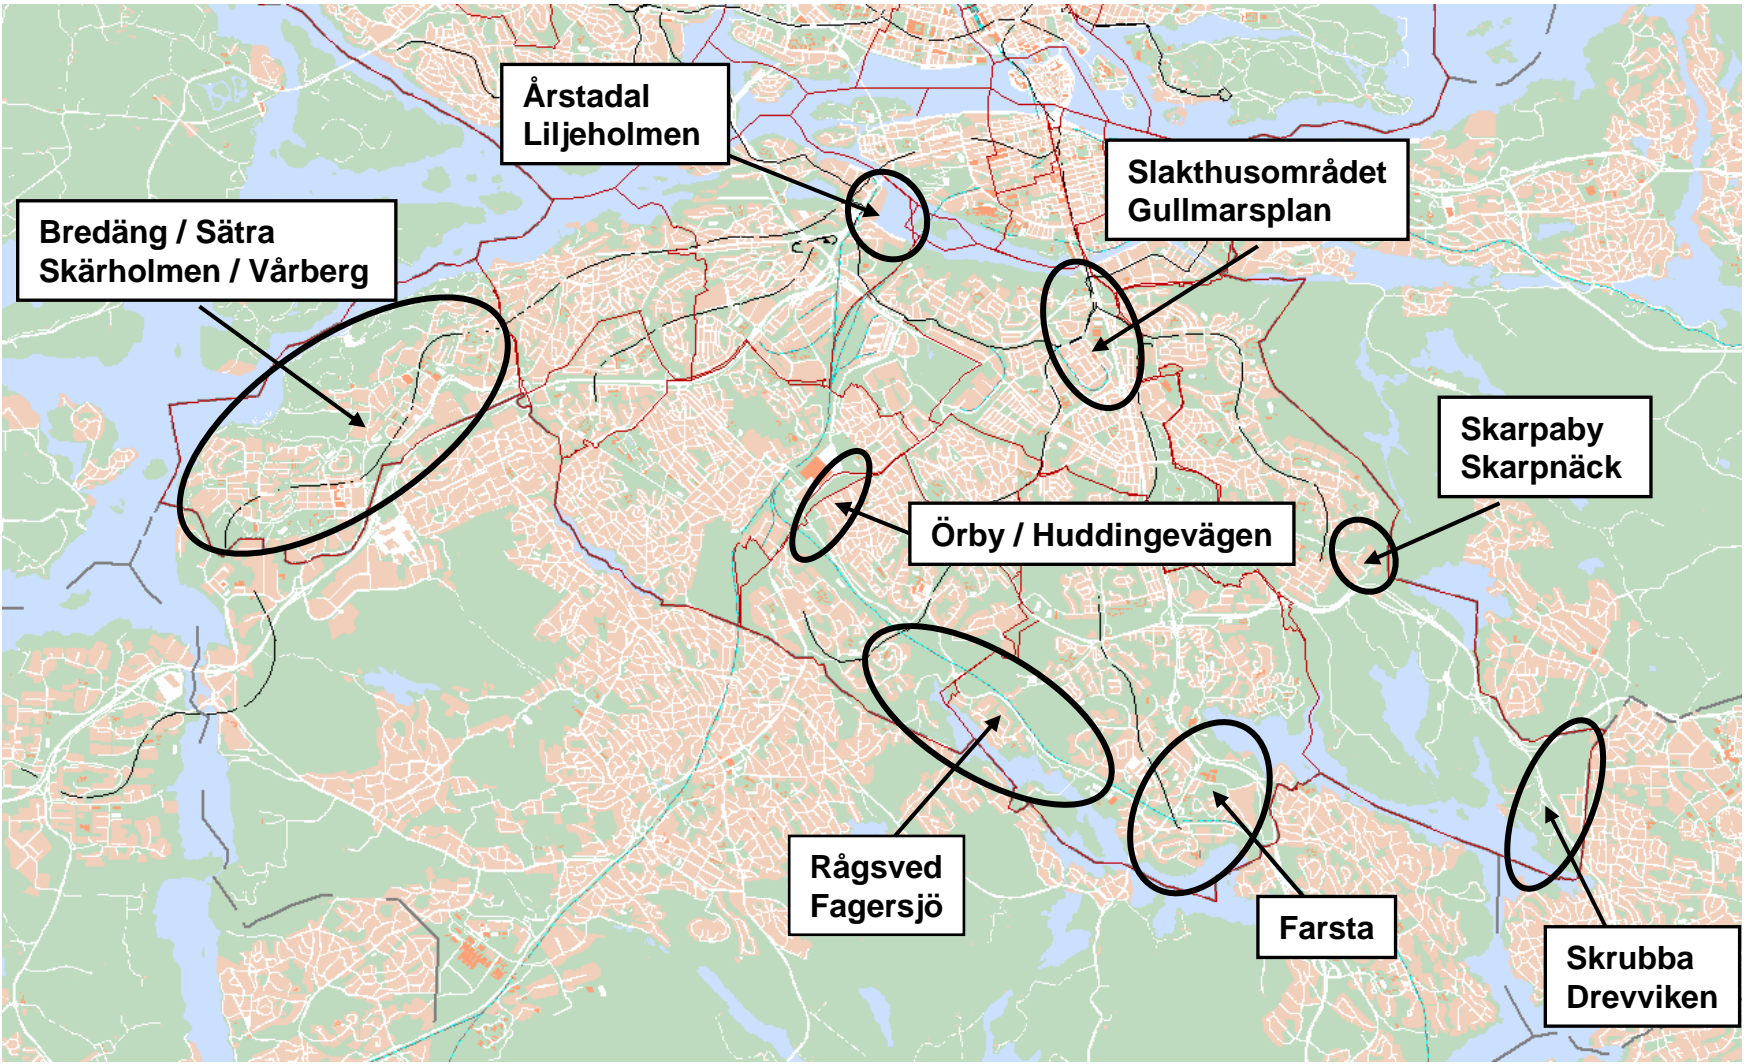 Årstadal
Liljeholmen
Slakthusområdet
Gullmarsplan
Bredäng / Sätra
Skärholmen / Vårberg
Skarpaby
Skarpnäck
Örby / Huddingevägen
Rågsved
Fagersjö
Farsta
Skrubba
Drevviken